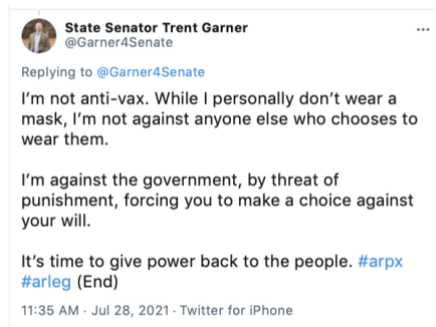 State Senator Trent Garner
@Garner4Senate
Replying to @Garner4Senate
I'm not anti-vax. While I personally don't wear a
mask, I'm not against anyone else who chooses to
wear them.
I'm against the government, by threat of
punishment, forcing you to make a choice against
your will.
It's time to give power back to the people. #arpx
#arleg (End)
11:35 AM · Jul 28, 2021 · Twitter for iPhone